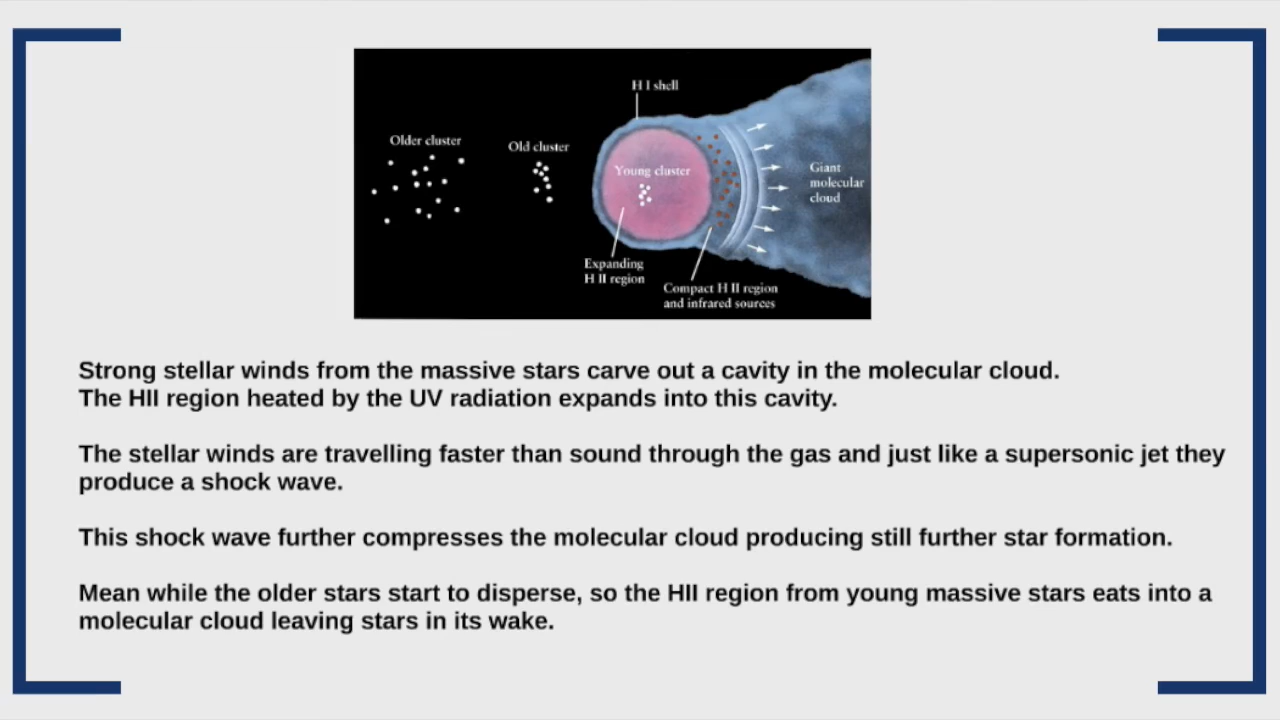 H I shell
Older cluster
Old cluster
Young cluster
Giant
molecular
cloud
Expanding
H II region
Compact H II region
and infrared sources
Strong stellar winds from the massive stars carve out a cavity in the molecular cloud.
The HII region heated by the UV radiation expands into this cavity.
The stellar winds are travelling faster than sound through the gas and just like a supersonic jet they
produce a shock wave.
This shock wave further compresses the molecular cloud producing still further star formation.
Mean while the older stars start to disperse, so the HII region from young massive stars eats into a
molecular cloud leaving stars in its wake.